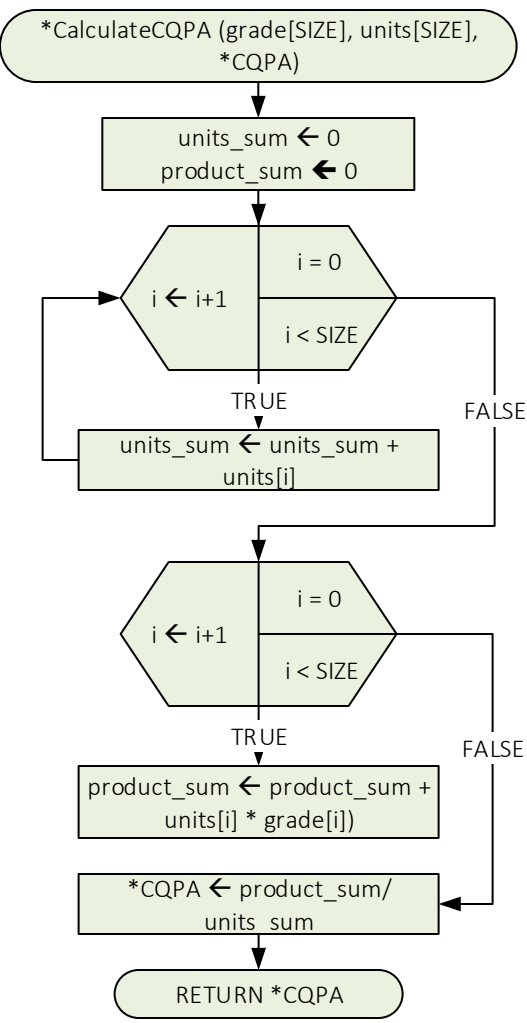 *CalculateCQPA (grade[SIZE], units[SIZE],
*CQPA)
units_sum ← 0
product_sum ← 0
i = 0
i ← i+1
i < SIZE
TRUE
FALSE
units_sum ← units_sum +
units[i]
i = 0
i ← i+1
i < SIZE
TRUE
FALSE
product_sum ← product_sum +
units[i] * grade[i])
*CQPA ← product_sum/
units_sum
RETURN *CQPA